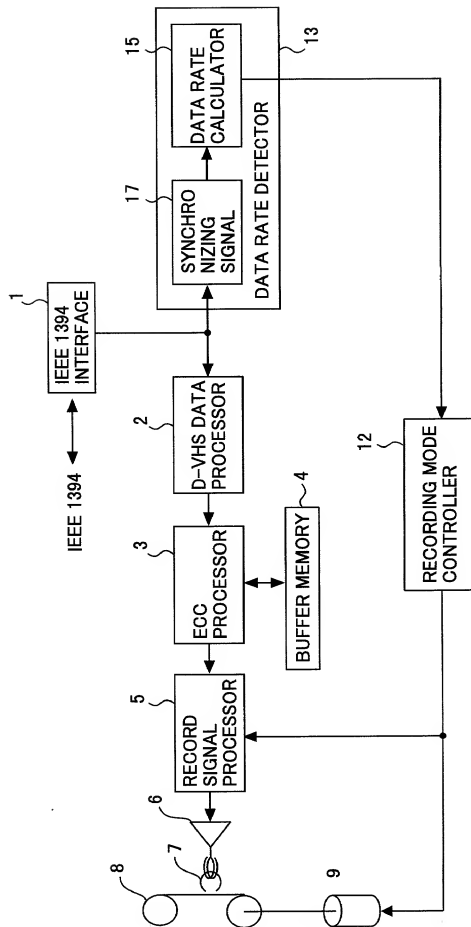 IEEE 1394
1
IEEE 1394
INTERFACE
2
D-VHS DATA
PROCESSOR
3
ECC
PROCESSOR
4
BUFFER MEMORY
5
RECORD
SIGNAL
PROCESSOR
6
7
8
9
17
SYNCHRO
NIZING
SIGNAL
15
DATA RATE
CALCULATOR
DATA RATE DETECTOR
13
12
RECORDING MODE
CONTROLLER